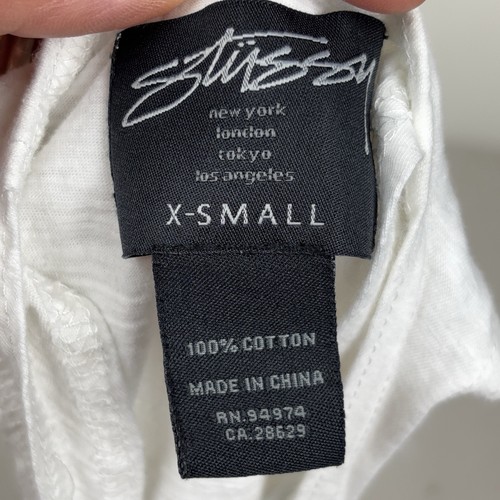 stüssy
new york
london
tokyo
los angeles
X-SMALL
100% COTTON
MADE IN CHINA
RN.94974
CA.28629